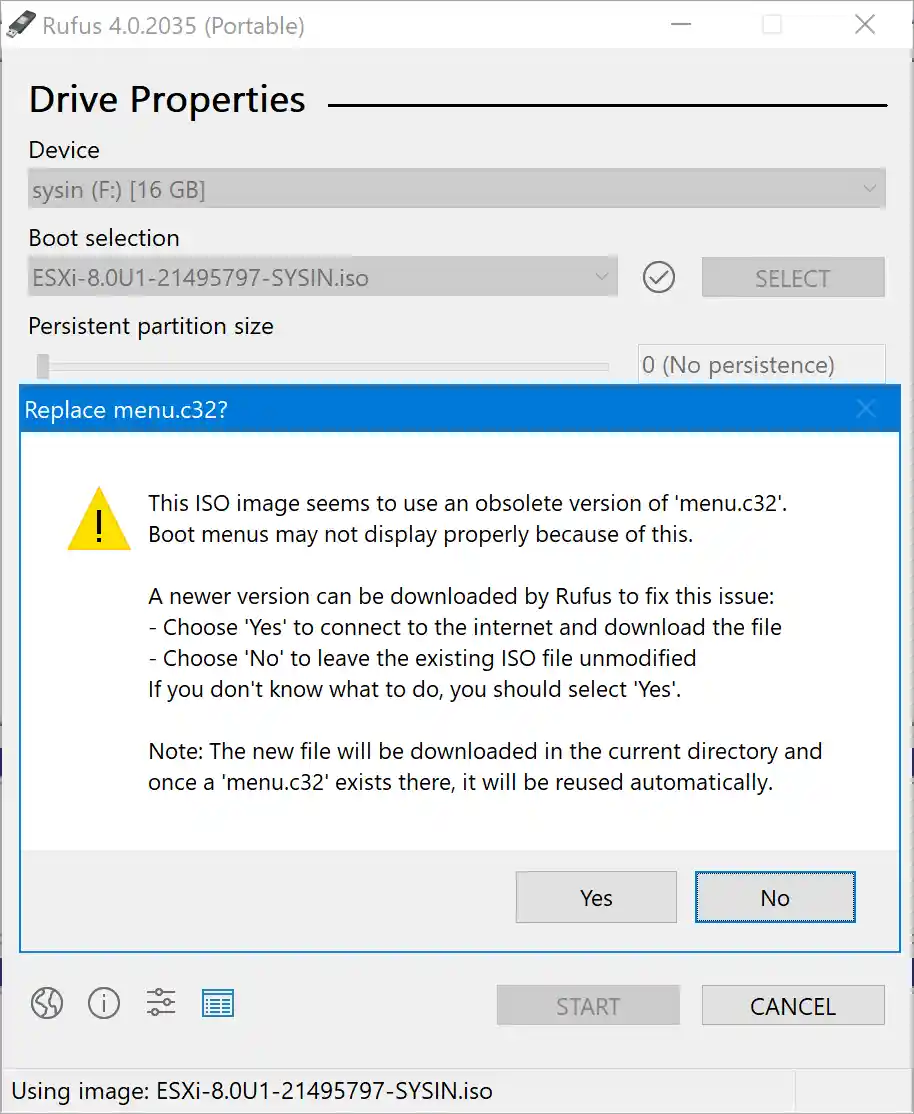 Rufus 4.0.2035 (Portable)
Drive Properties
Device
sysin (F:) [16 GB]
Boot selection
ESXi-8.0U1-21495797-SYSIN.iso
SELECT
Persistent partition size
0 (No persistence)
Replace menu.c32?
This ISO image seems to use an obsolete version of 'menu.c32'.
Boot menus may not display properly because of this.
A newer version can be downloaded by Rufus to fix this issue:
- Choose 'Yes' to connect to the internet and download the file
- Choose 'No' to leave the existing ISO file unmodified
If you don't know what to do, you should select 'Yes'.
Note: The new file will be downloaded in the current directory and
once a 'menu.c32' exists there, it will be reused automatically.
Yes
No
START
CANCEL
Using image: ESXi-8.0U1-21495797-SYSIN.iso